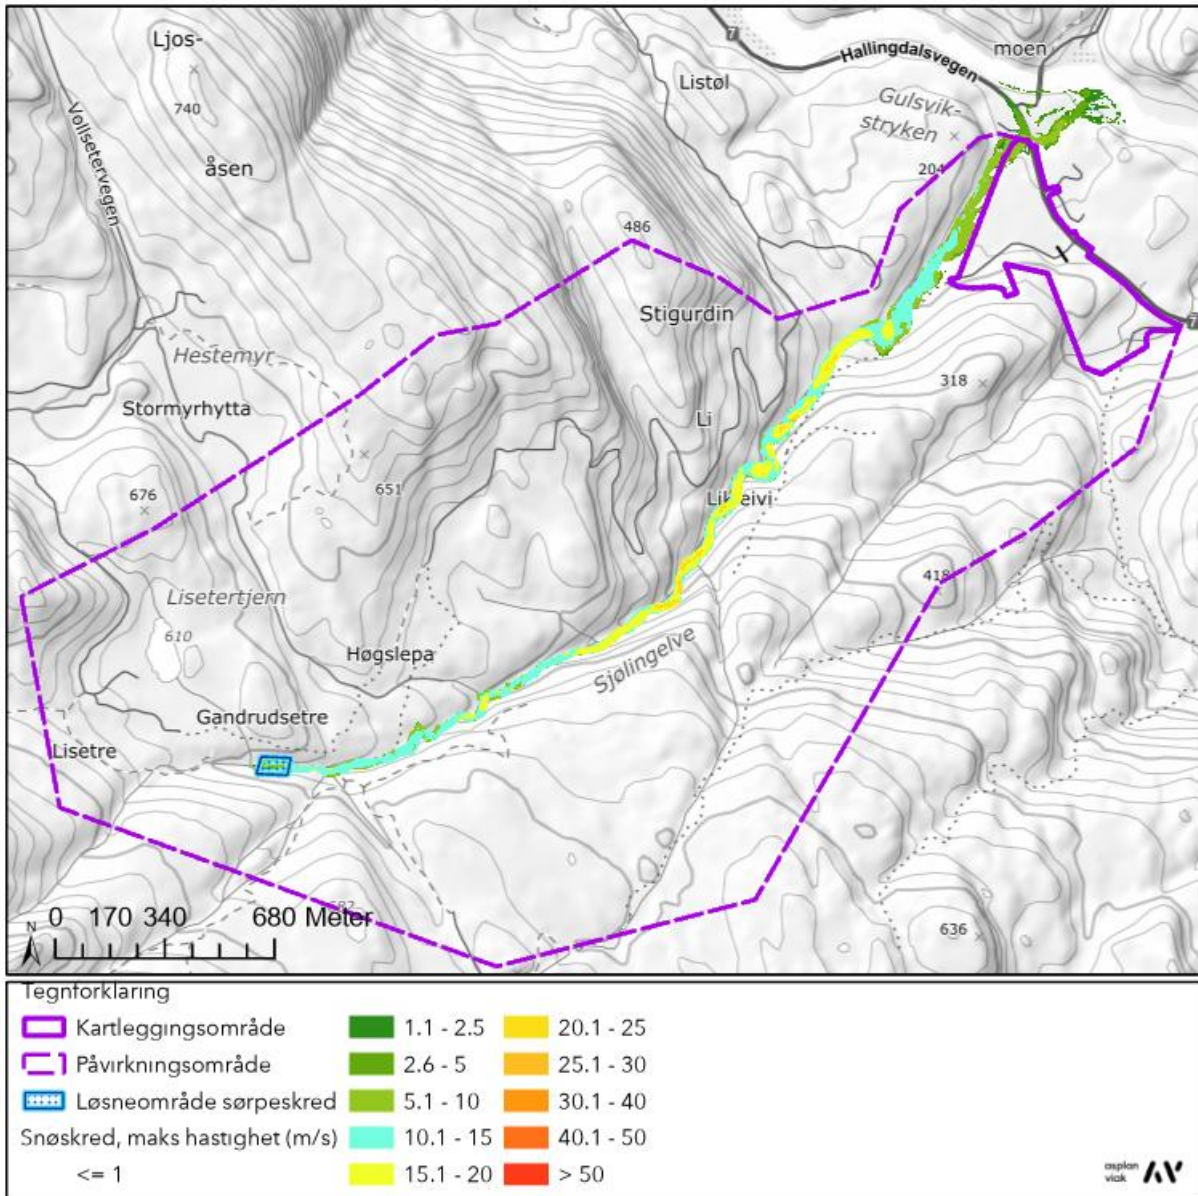 Ljos-
740
åsen
Vollsetervegen
7
Hallingdalsvegen
moen
Listøl
Gulsvik-
stryken
204
486
Stigurdin
7
Hestemyr
Stormyrhytta
318
Li
651
676
418
Lisetertjern
610
Høgslepa
Sjølingelve
Gandrudsetre
Lisetre
636
N 0 170 340 680 Meter
Tegnforklaring
Kartleggingsområde
Påvirkningsområde
Løsneområde sørpeskred
Snøskred, maks hastighet (m/s)
<= 1
1.1 - 2.5
2.6 - 5
5.1 - 10
10.1 - 15
15.1 - 20
20.1 - 25
25.1 - 30
30.1 - 40
40.1 - 50
> 50
asplan
viak